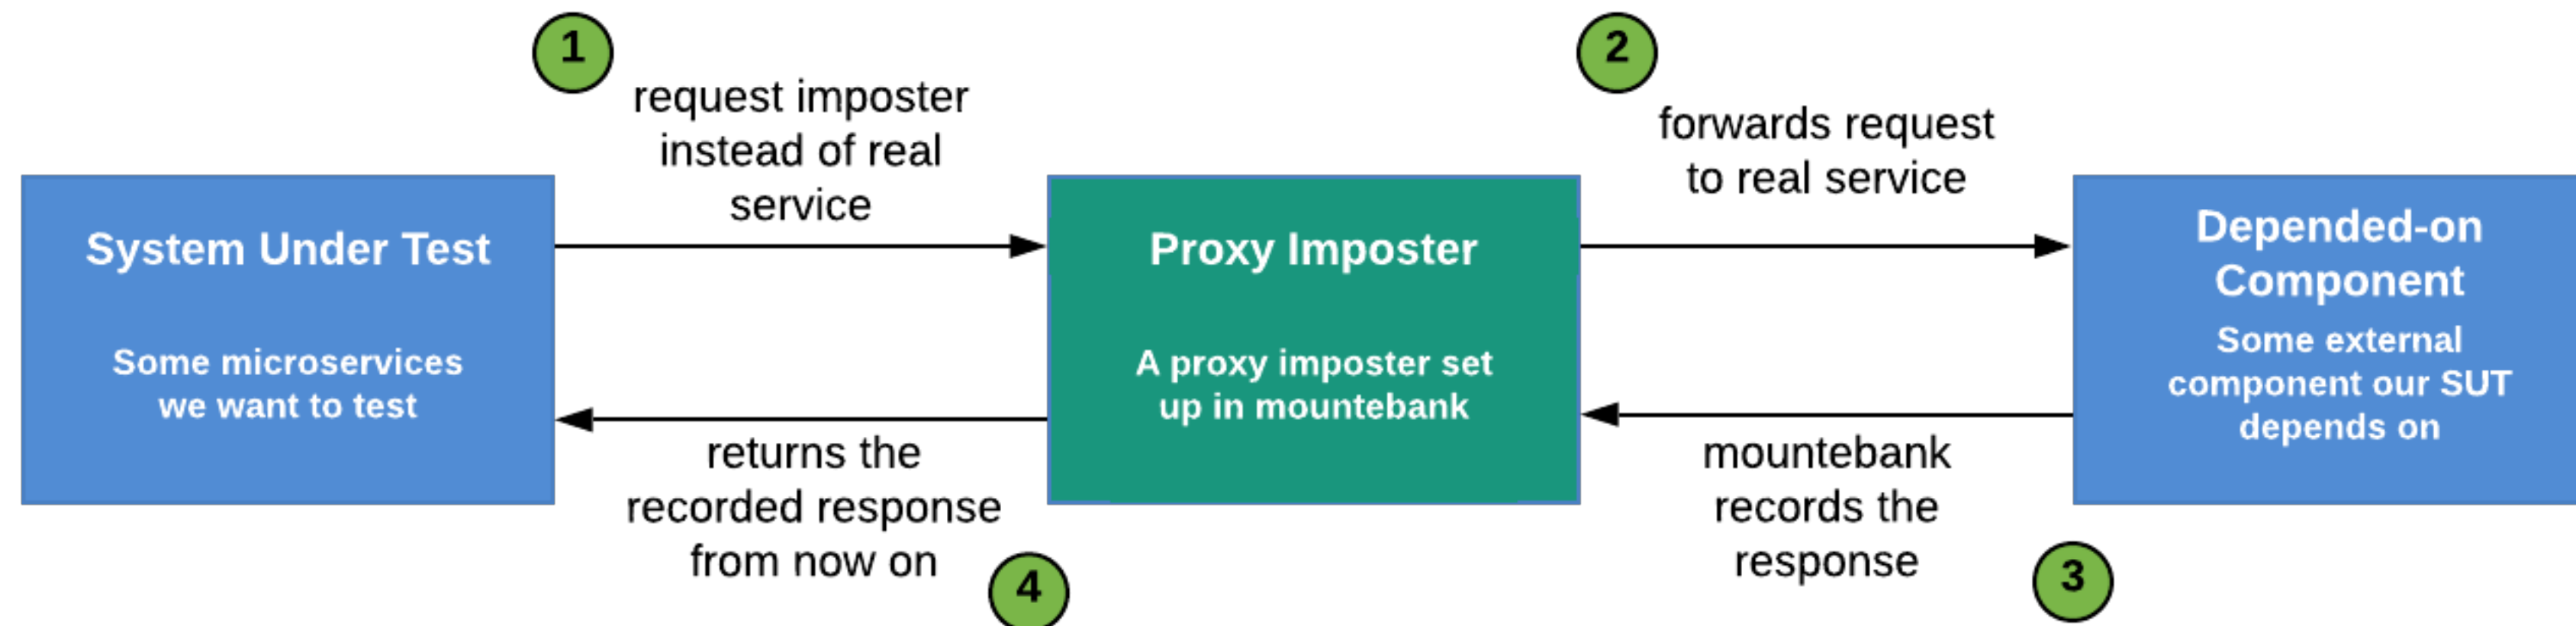 1
request imposter
instead of real
service
2
forwards request
to real service
System Under Test
Some microservices
we want to test
Proxy Imposter
A proxy imposter set
up in mountebank
Depended-on
Component
Some external
component our SUT
depends on
mountebank
records the
response
3
returns the
recorded response
from now on
4